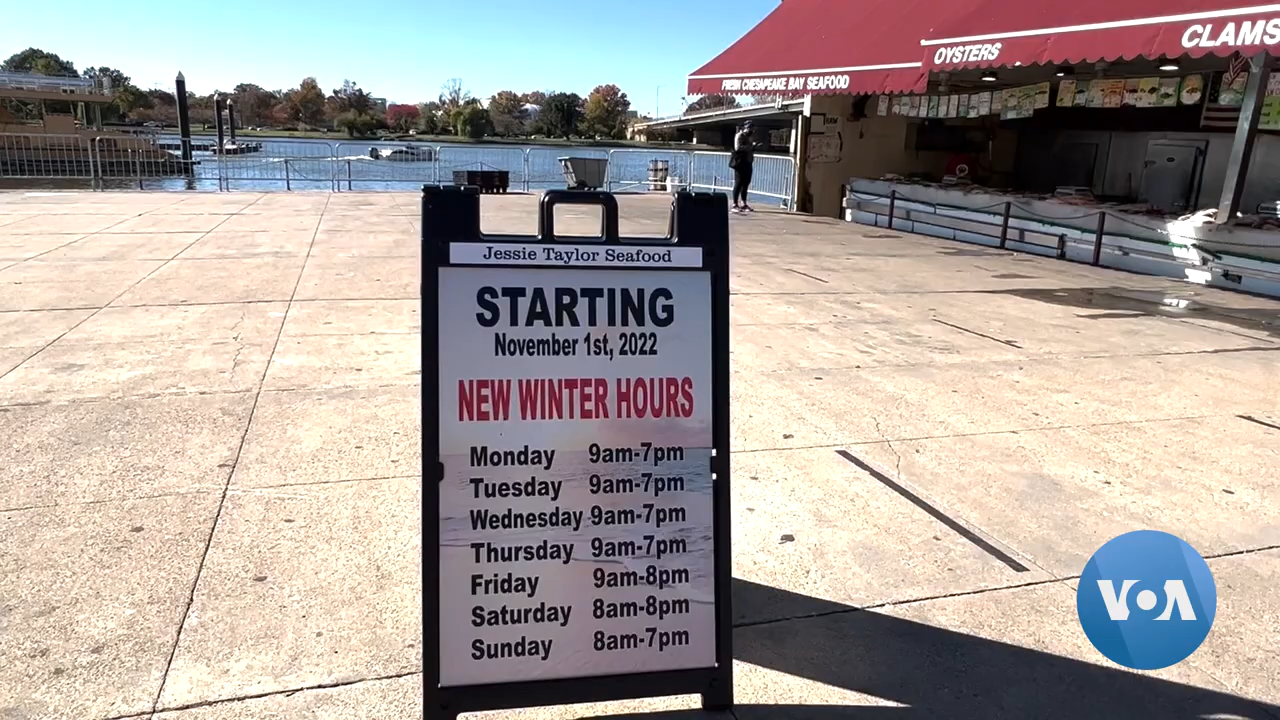 FRESH CHESAPEAKE BAY SEAFOOD
OYSTERS
CLAMS
Jessie Taylor Seafood
STARTING
November 1st, 2022
NEW WINTER HOURS
Monday 9am-7pm
Tuesday 9am-7pm
Wednesday 9am-7pm
Thursday 9am-7pm
Friday 9am-8pm
Saturday 8am-8pm
Sunday 8am-7pm
VOA